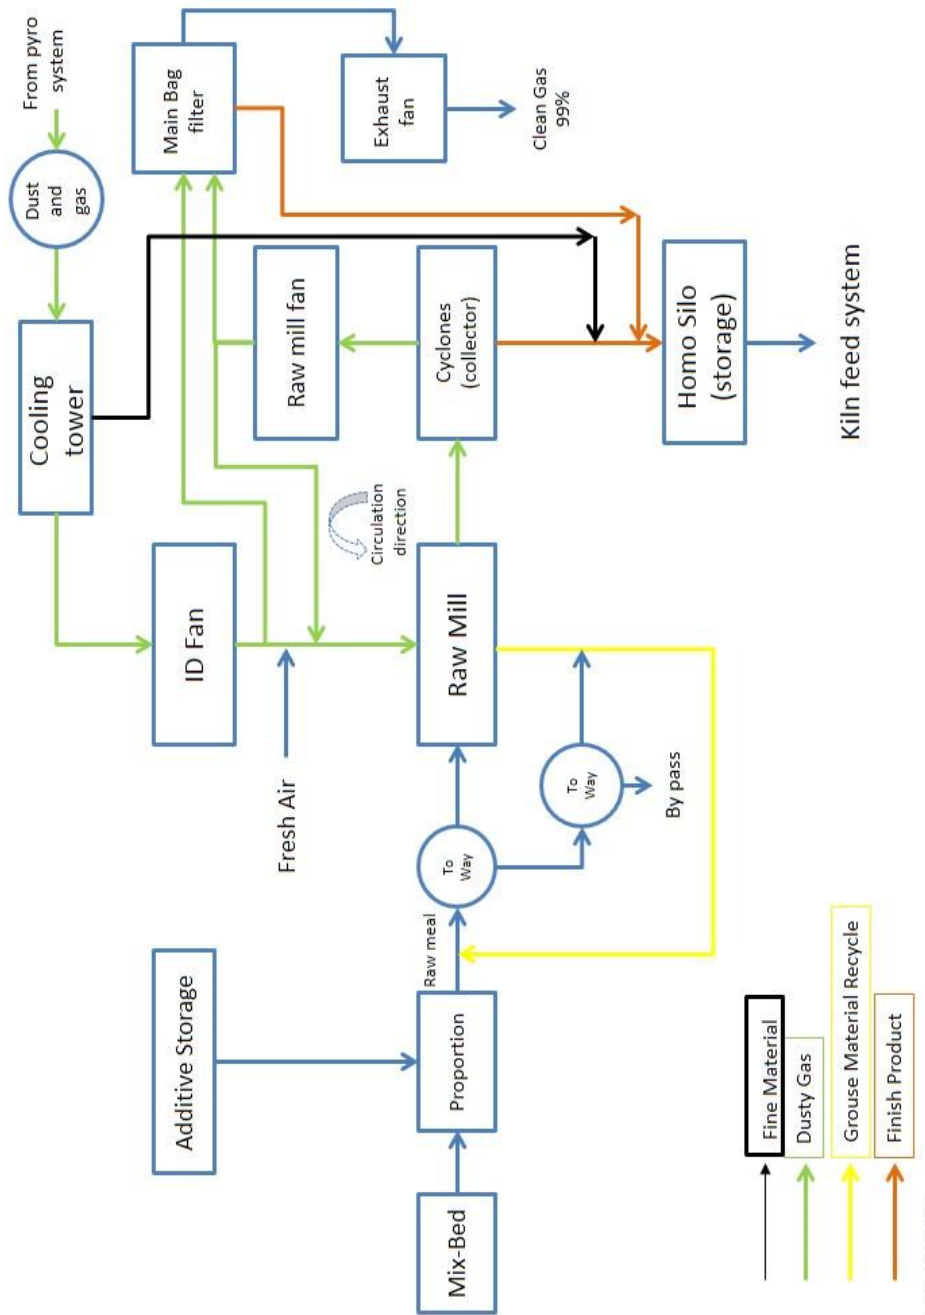 From pyro
system
Dust
and
gas
Cooling
tower
Main Bag
filter
Exhaust
fan
Clean Gas
99%
ID Fan
Raw mill fan
Fresh Air
Circulation
direction
Additive Storage
Mix-Bed
Proportion
Raw meal
To
Way
Raw Mill
Cyclones
(collector)
To
Way
By pass
Homo Silo
(storage)
Kiln feed system
Fine Material
Dusty Gas
Grouse Material Recycle
Finish Product